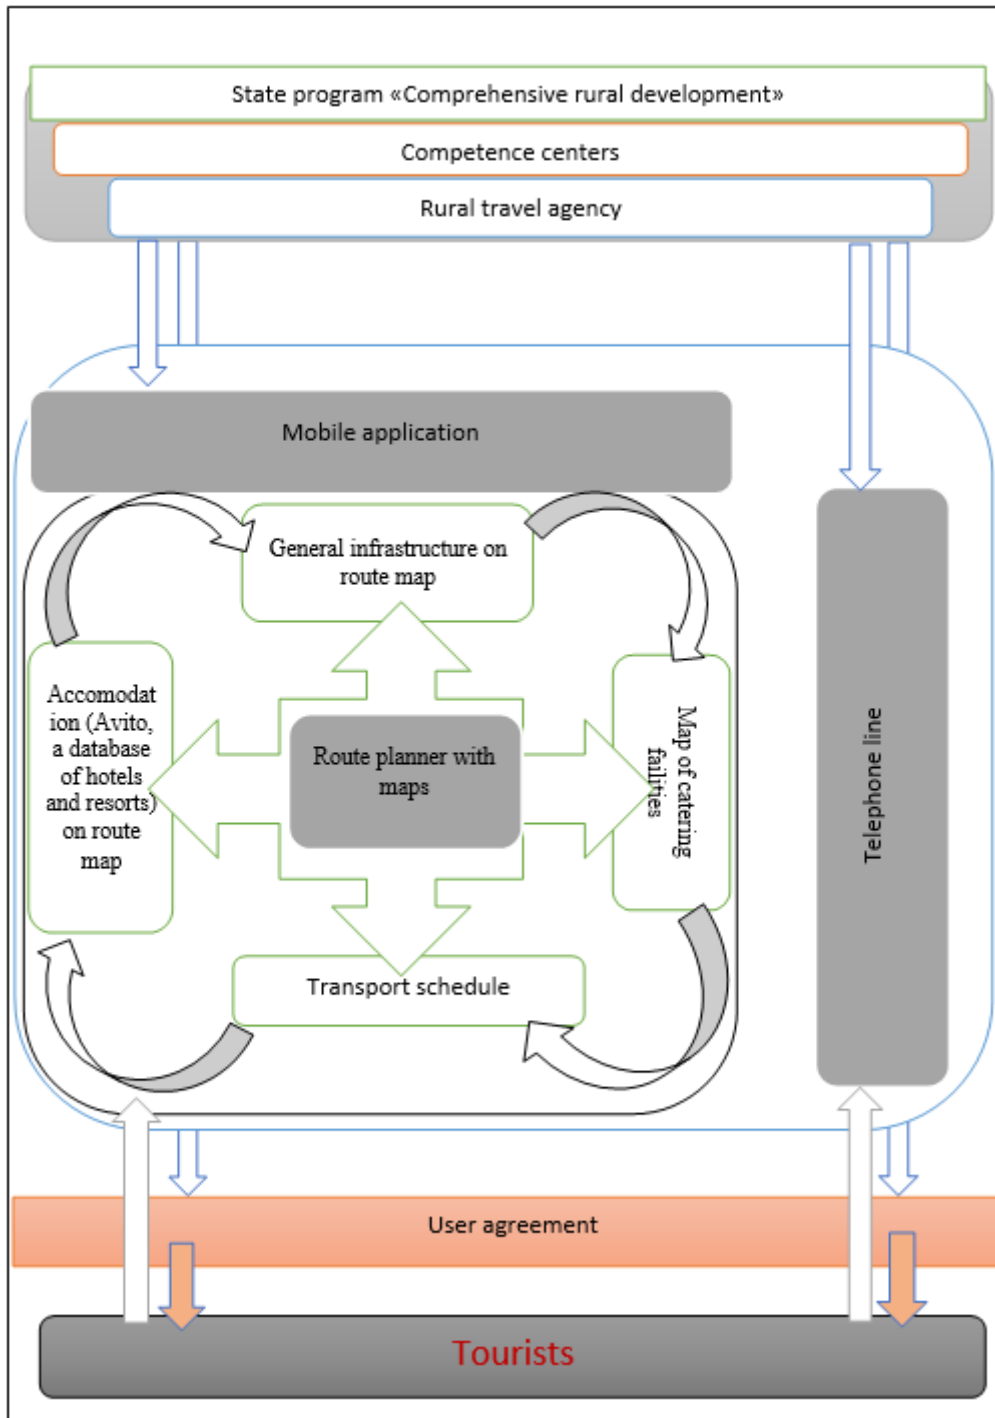 State program «Comprehensive rural development»
Competence centers
Rural travel agency
Mobile application
General infrastructure on
route map
Accomodat
ion (Avito,
a database
of hotels
and resorts)
on route
map
Route planner with
maps
Map of catering
failities
Telephone line
Transport schedule
User agreement
Tourists